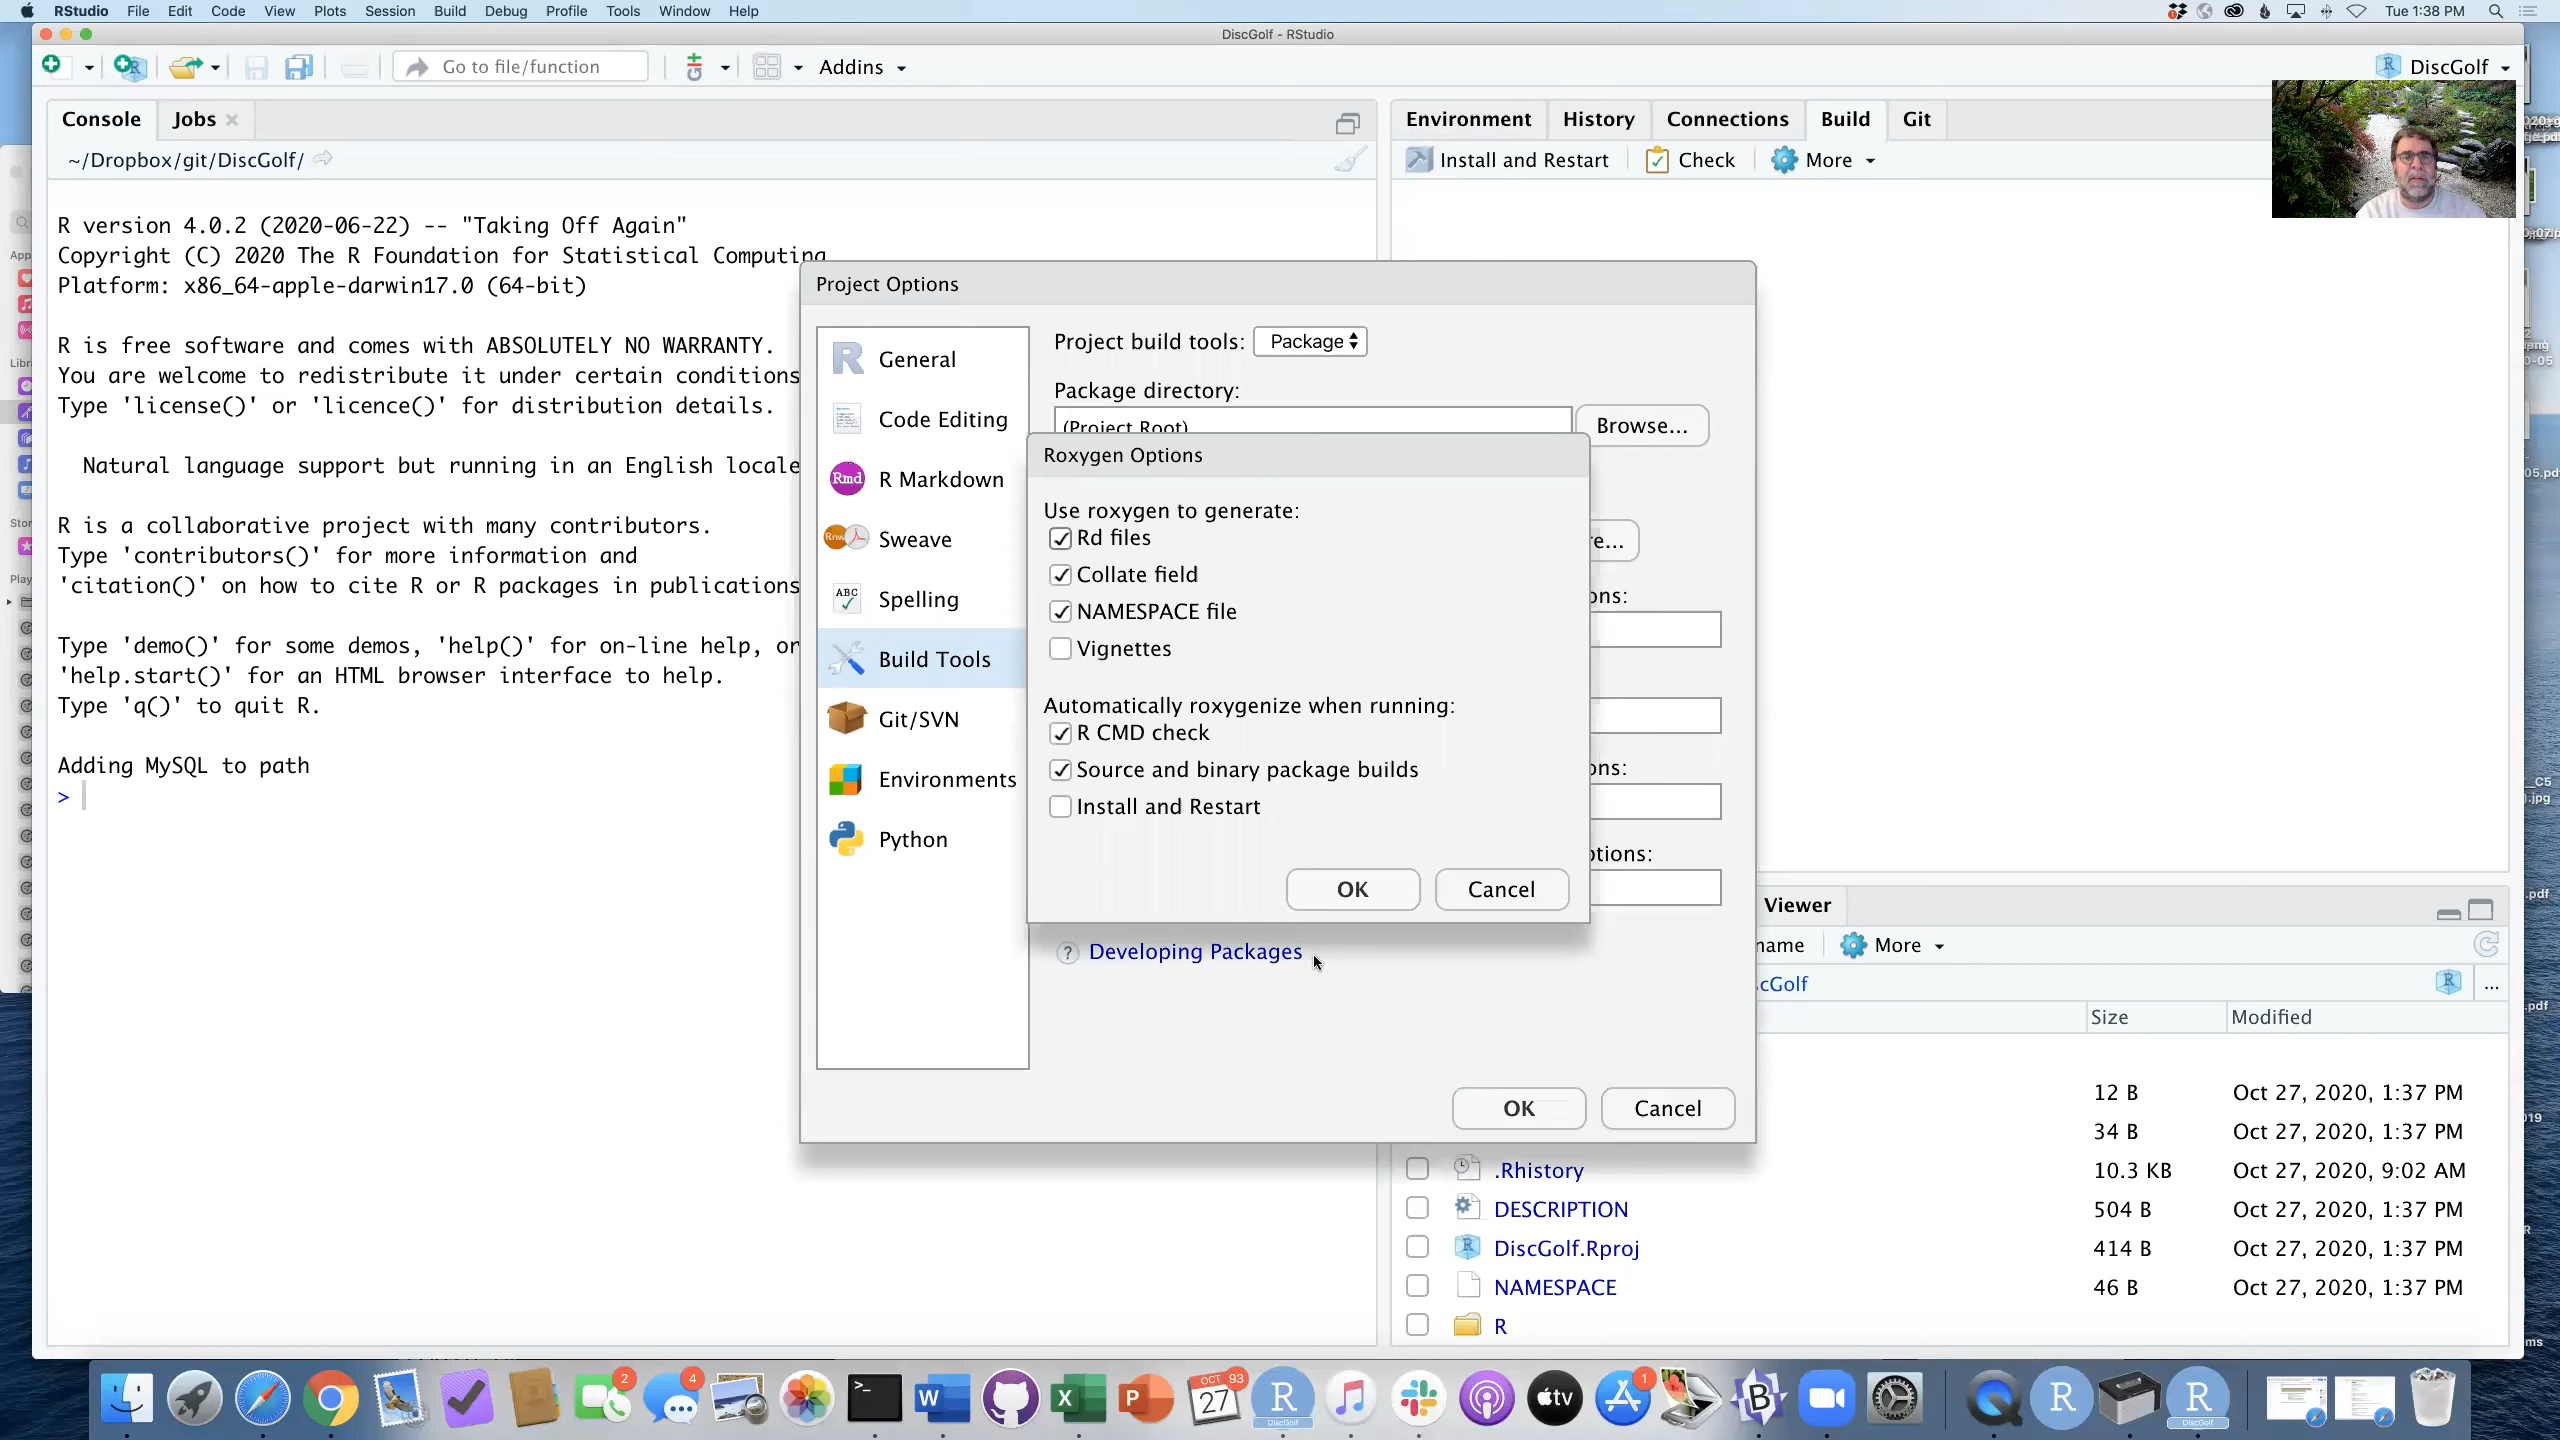 RStudio File Edit Code View Plots Session Build Debug Profile Tools Window Help
Tue 1:38 PM
DiscGolf - RStudio
Go to file/function
Addins
DiscGolf
Console Jobs
~/Dropbox/git/DiscGolf/
R version 4.0.2 (2020-06-22) -- "Taking Off Again"
Copyright (C) 2020 The R Foundation for Statistical Computing
Platform: x86_64-apple-darwin17.0 (64-bit)
R is free software and comes with ABSOLUTELY NO WARRANTY.
You are welcome to redistribute it under certain conditions
Type 'license()' or 'licence()' for distribution details.
Natural language support but running in an English locale
R is a collaborative project with many contributors.
Type 'contributors()' for more information and
'citation()' on how to cite R or R packages in publications
Type 'demo()' for some demos, 'help()' for on-line help, or
'help.start()' for an HTML browser interface to help.
Type 'q()' to quit R.
Adding MySQL to path
>
Environment History Connections Build Git
Install and Restart Check More
Project Options
General
Code Editing
R Markdown
Sweave
Spelling
Build Tools
Git/SVN
Environments
Python
Project build tools: Package
Package directory:
(Project Root) Browse...
Roxygen Options
Use roxygen to generate:
Rd files
Collate field
NAMESPACE file
Vignettes
Automatically roxygenize when running:
R CMD check
Source and binary package builds
Install and Restart
OK Cancel
e...
ons:
ons:
ptions:
Developing Packages
OK Cancel
Viewer
name More
cGolf
Size Modified
12 B Oct 27, 2020, 1:37 PM
34 B Oct 27, 2020, 1:37 PM
.Rhistory 10.3 KB Oct 27, 2020, 9:02 AM
DESCRIPTION 504 B Oct 27, 2020, 1:37 PM
DiscGolf.Rproj 414 B Oct 27, 2020, 1:37 PM
NAMESPACE 46 B Oct 27, 2020, 1:37 PM
R